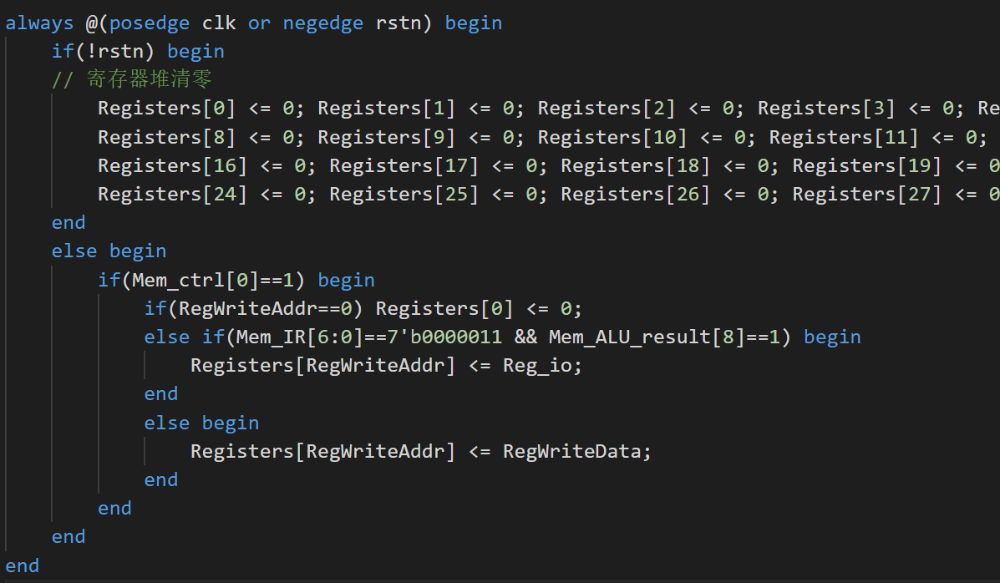 always @(posedge clk or negedge rstn) begin
if(!rstn) begin
// 寄存器堆清零
Registers[0] <= 0; Registers[1] <= 0; Registers[2] <= 0; Registers[3] <= 0; Re
Registers[8] <= 0; Registers[9] <= 0; Registers[10] <= 0; Registers[11] <= 0;
Registers[16] <= 0; Registers[17] <= 0; Registers[18] <= 0; Registers[19] <= 0
Registers[24] <= 0; Registers[25] <= 0; Registers[26] <= 0; Registers[27] <= 0
end
else begin
if(Mem_ctrl[0]==1) begin
if(RegWriteAddr==0) Registers[0] <= 0;
else if(Mem_IR[6:0]==7'b0000011 && Mem_ALU_result[8]==1) begin
Registers[RegWriteAddr] <= Reg_io;
end
else begin
Registers[RegWriteAddr] <= RegWriteData;
end
end
end
end